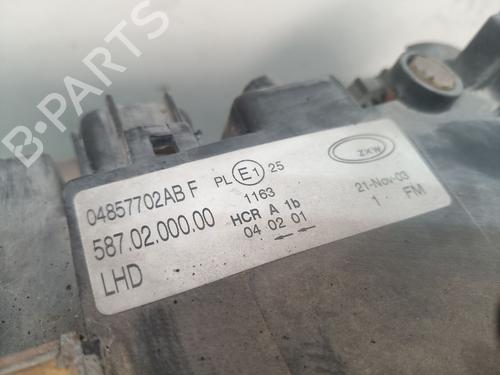 B-PARTS
04857702AB F
587.02.000.00
LHD
PL E1 25
1163
HCR A 1b
04 02 01
ZKW
21-Nov-03
1 FM